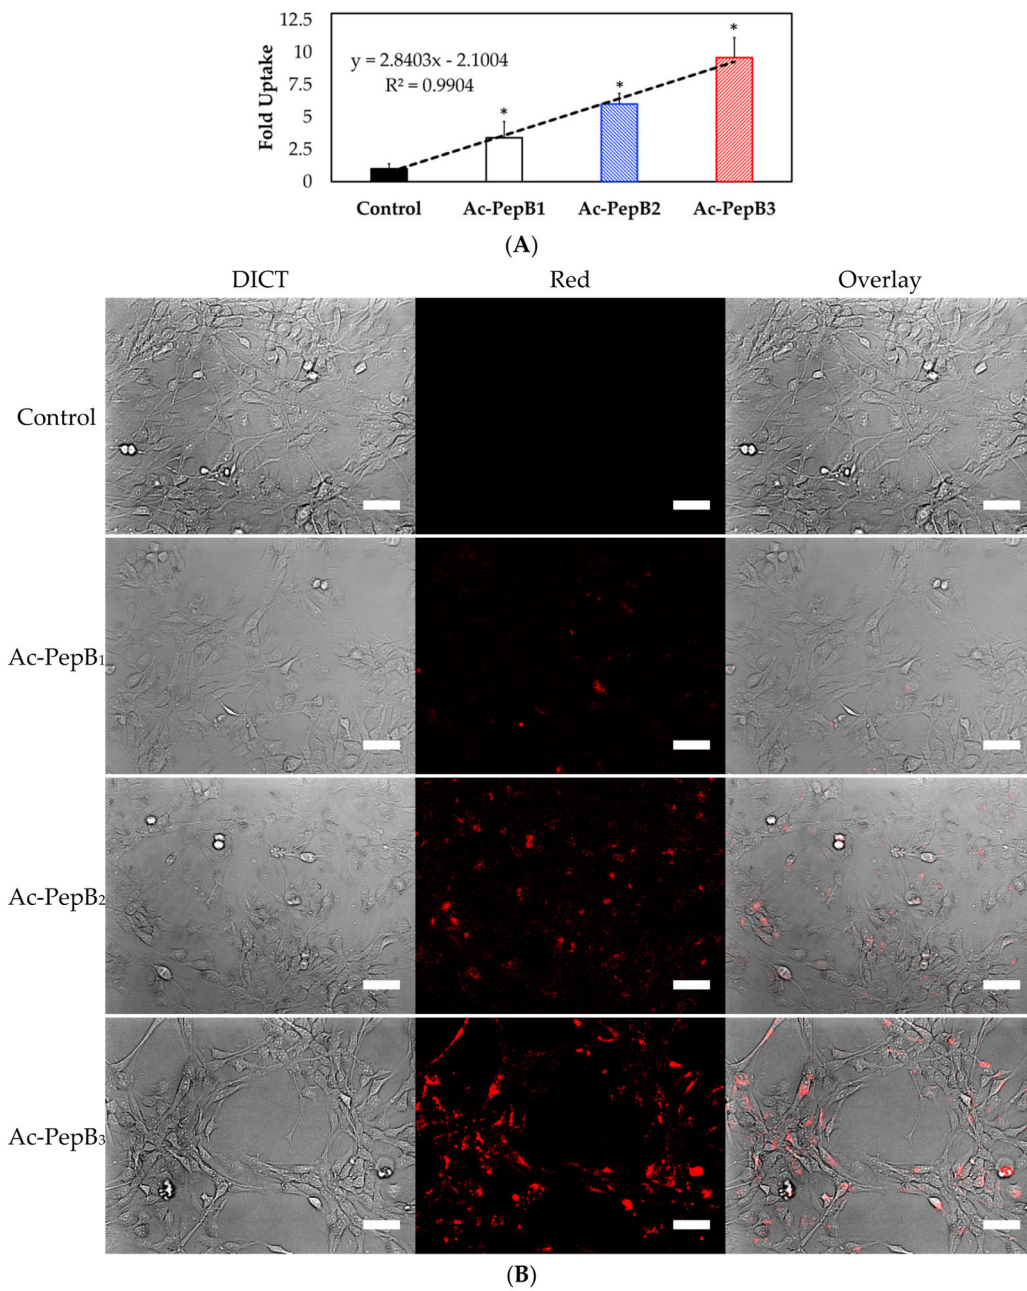 12.5
10
7.5
5
2.5
0
Fold Uptake
y = 2.8403x - 2.1004
R² = 0.9904
*
*
*
Control Ac-PepB1 Ac-PepB2 Ac-PepB3
(A)
DICT Red Overlay
Control
Ac-PepB₁
Ac-PepB₂
Ac-PepB₃
(B)